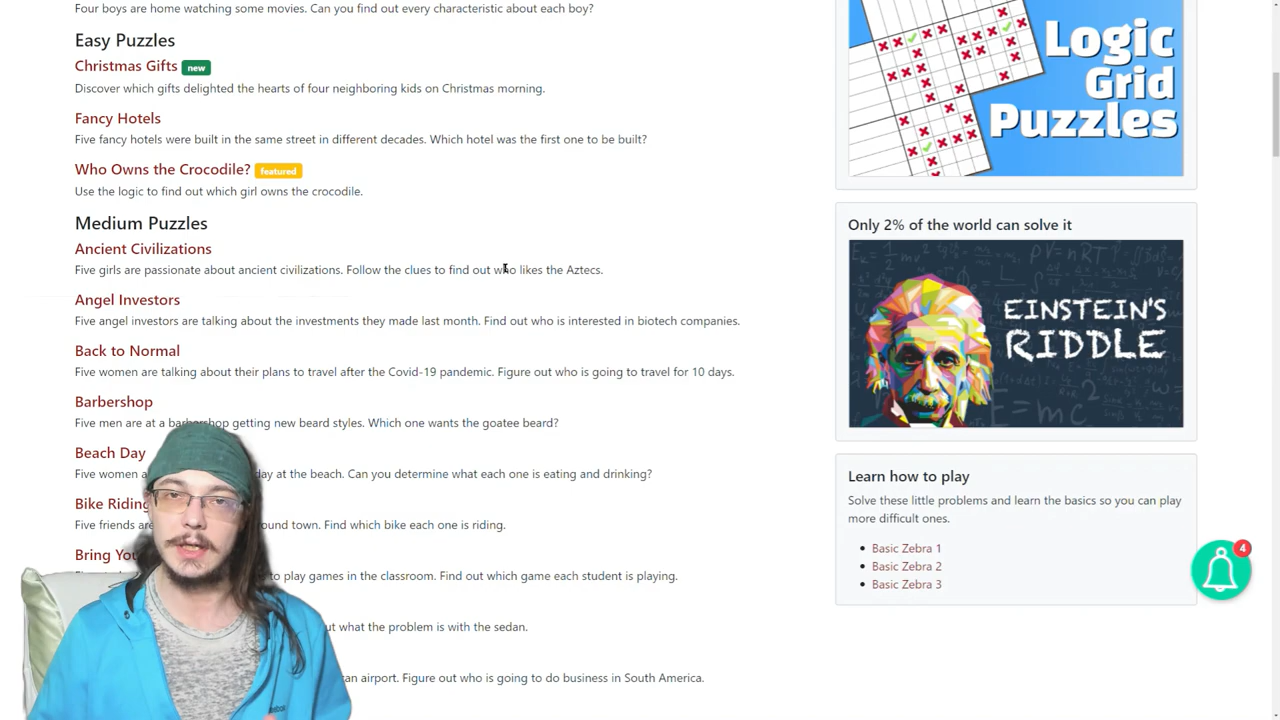 Four boys are home watching some movies. Can you find out every characteristic about each boy?
Easy Puzzles
Christmas Gifts new
Discover which gifts delighted the hearts of four neighboring kids on Christmas morning.
Fancy Hotels
Five fancy hotels were built in the same street in different decades. Which hotel was the first one to be built?
Who Owns the Crocodile? featured
Use the logic to find out which girl owns the crocodile.
Medium Puzzles
Ancient Civilizations
Five girls are passionate about ancient civilizations. Follow the clues to find out who likes the Aztecs.
Angel Investors
Five angel investors are talking about the investments they made last month. Find out who is interested in biotech companies.
Back to Normal
Five women are talking about their plans to travel after the Covid-19 pandemic. Figure out who is going to travel for 10 days.
Barbershop
Five men are at a barbershop getting new beard styles. Which one wants the goatee beard?
Beach Day
Five women day at the beach. Can you determine what each one is eating and drinking?
Bike Riding
Five friends are town. Find which bike each one is riding.
Bring
to play games in the classroom. Find out which game each student is playing.
what the problem is with the sedan.
airport. Figure out who is going to do business in South America.
Logic
Grid
Puzzles
Only 2% of the world can solve it
EINSTEIN'S
RIDDLE
E=mc²
Learn how to play
Solve these little problems and learn the basics so you can play
more difficult ones.
Basic Zebra 1
Basic Zebra 2
Basic Zebra 3
4
Reebok